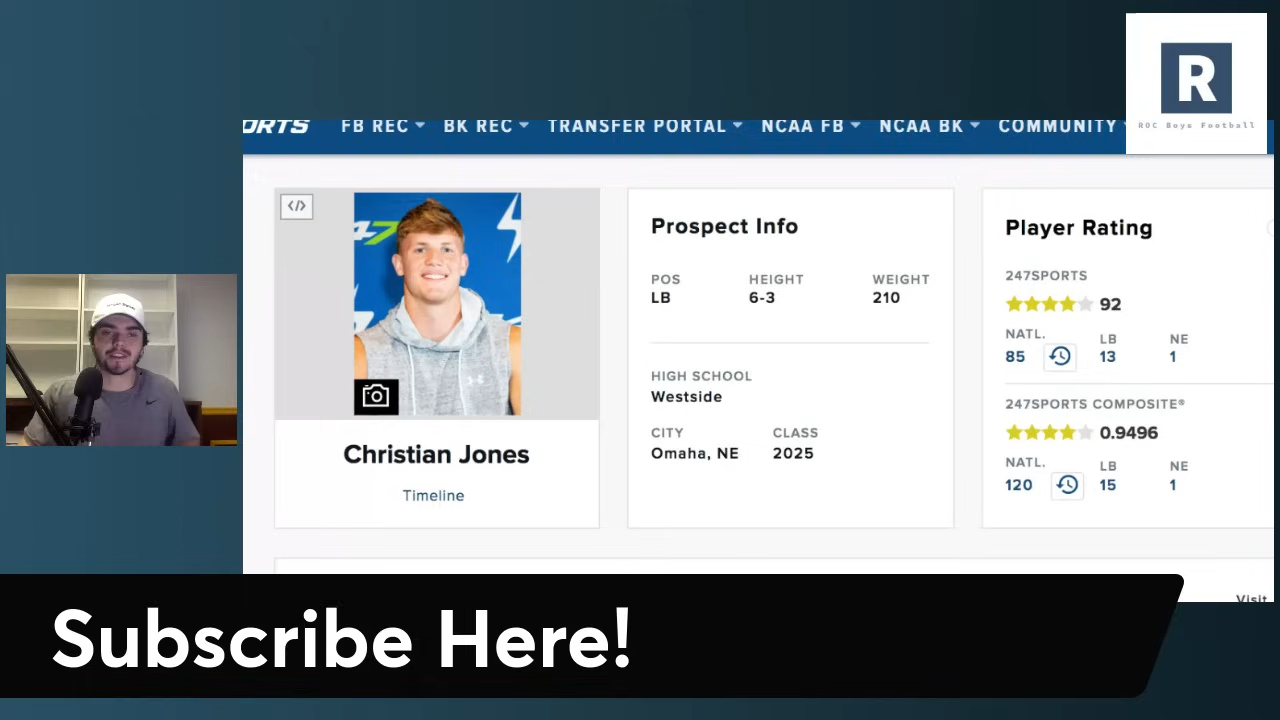 R
ROC Boys Football
ORTS FB REC BK REC TRANSFER PORTAL NCAA FB NCAA BK COMMUNITY
</>
47
Christian Jones
Timeline
Prospect Info
POS HEIGHT WEIGHT
LB 6-3 210
HIGH SCHOOL
Westside
CITY CLASS
Omaha, NE 2025
Player Rating
247SPORTS
92
NATL. LB NE
85 13 1
247SPORTS COMPOSITE®
0.9496
NATL. LB NE
120 15 1
Visit
Subscribe Here!